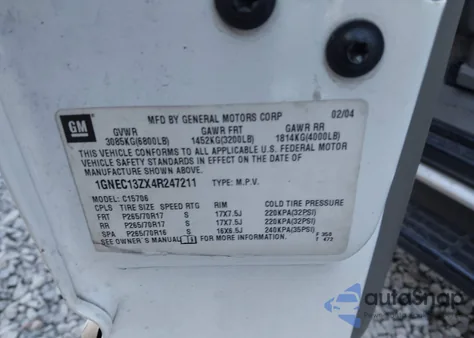 GM
MFD BY GENERAL MOTORS CORP 02/04
GVWR GAWR FRT GAWR RR
3085KG(6800LB) 1452KG(3200LB) 1814KG(4000LB)
THIS VEHICLE CONFORMS TO ALL APPLICABLE U.S. FEDERAL MOTOR
VEHICLE SAFETY STANDARDS IN EFFECT ON THE DATE OF
MANUFACTURE SHOWN ABOVE.
1GNEC13ZX4R247211 TYPE: M.P.V.
MODEL: C15706
CPLS TIRE SIZE SPEED RTG RIM COLD TIRE PRESSURE
FRT P265/70R17 S 17X7.5J 220KPA(32PSI)
RR P265/70R17 S 17X7.5J 220KPA(32PSI)
SPA P265/70R16 S 16X6.5J 240KPA(35PSI)
SEE OWNER'S MANUAL FOR MORE INFORMATION.
autoSnap